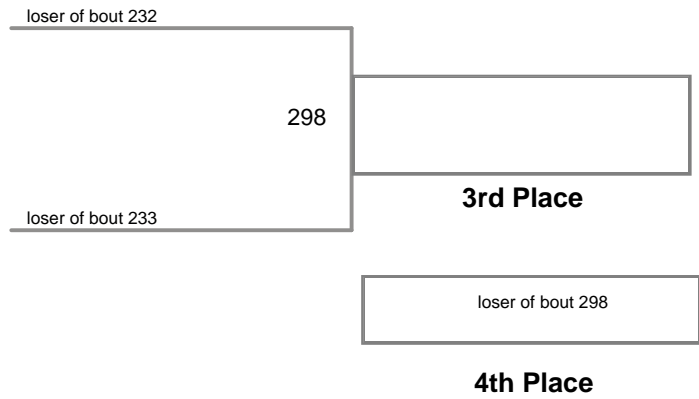 loser of bout 232
298
3rd Place
loser of bout 233
loser of bout 298
4th Place